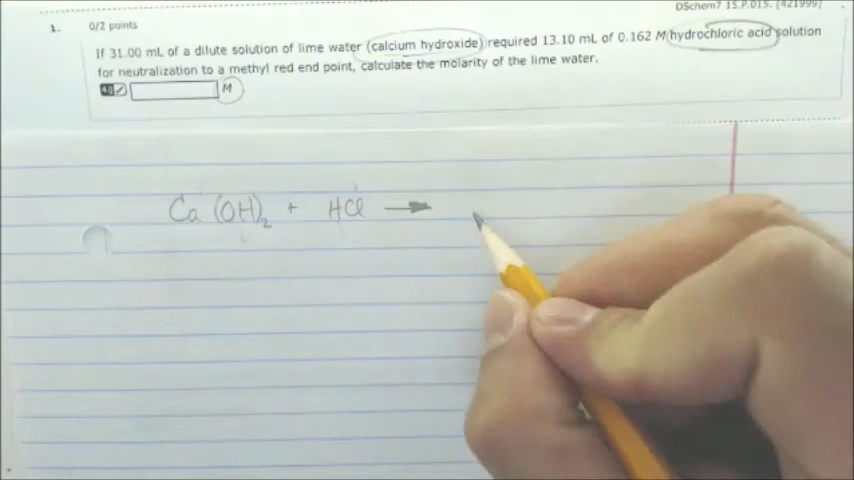 DSchem7 15.P.015. [421999]
1. 0/2 points
If 31.00 mL of a dilute solution of lime water (calcium hydroxide) required 13.10 mL of 0.162 M hydrochloric acid solution
for neutralization to a methyl red end point, calculate the molarity of the lime water.
M
Ca(OH)₂ + HCl →